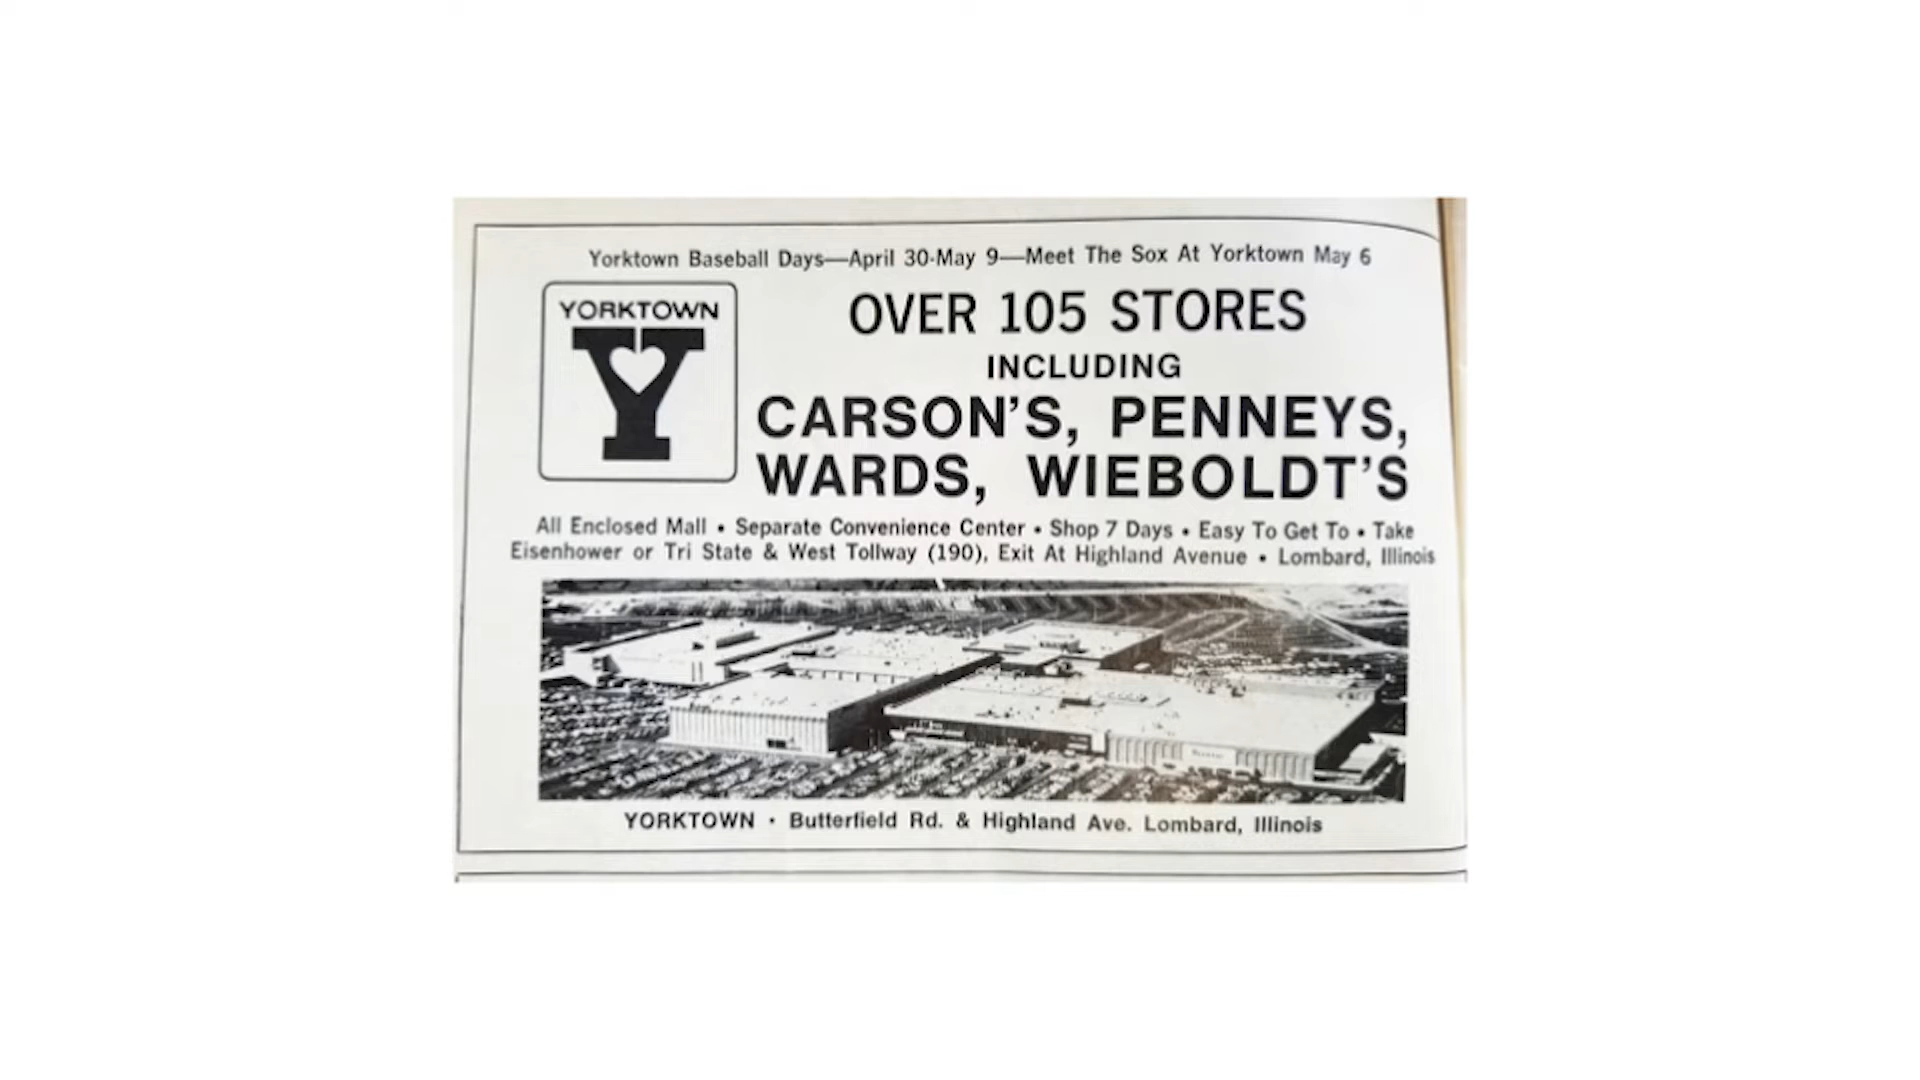 Yorktown Baseball Days—April 30-May 9—Meet The Sox At Yorktown May 6
YORKTOWN
Y
OVER 105 STORES
INCLUDING
CARSON'S, PENNEYS,
WARDS, WIEBOLDT'S
All Enclosed Mall • Separate Convenience Center • Shop 7 Days • Easy To Get To • Take
Eisenhower or Tri State & West Tollway (190), Exit At Highland Avenue • Lombard, Illinois
YORKTOWN • Butterfield Rd. & Highland Ave. Lombard, Illinois